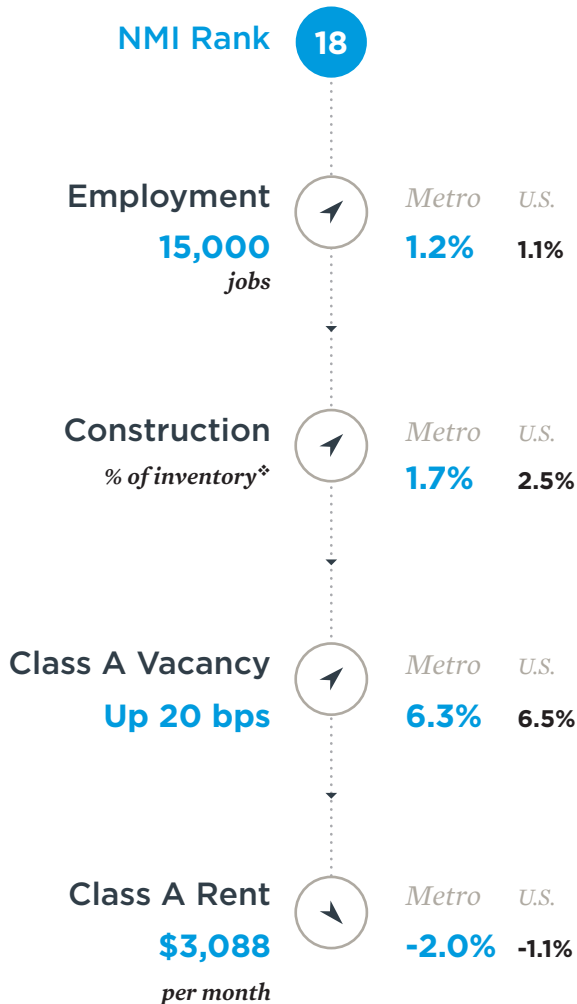 NMI Rank 18
Employment Metro U.S.
15,000 1.2% 1.1%
jobs
Construction Metro U.S.
% of inventory❖ 1.7% 2.5%
Class A Vacancy Metro U.S.
Up 20 bps 6.3% 6.5%
Class A Rent Metro U.S.
$3,088 -2.0% -1.1%
per month